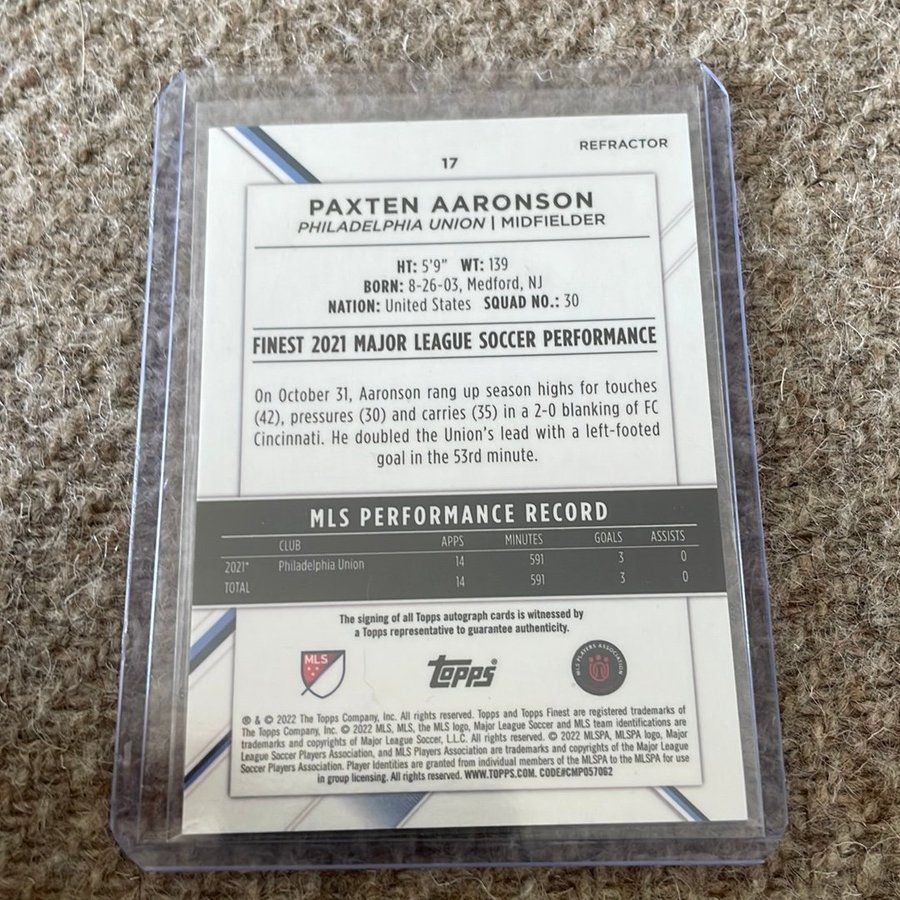 REFRACTOR
17
PAXTEN AARONSON
PHILADELPHIA UNION | MIDFIELDER
HT: 5'9" WT: 139
BORN: 8-26-03, Medford, NJ
NATION: United States SQUAD NO.: 30
FINEST 2021 MAJOR LEAGUE SOCCER PERFORMANCE
On October 31, Aaronson rang up season highs for touches
(42), pressures (30) and carries (35) in a 2-0 blanking of FC
Cincinnati. He doubled the Union's lead with a left-footed
goal in the 53rd minute.
MLS PERFORMANCE RECORD
CLUB APPS MINUTES GOALS ASSISTS
2021* Philadelphia Union 14 591 3 0
TOTAL 14 591 3 0
The signing of all Topps autograph cards is witnessed by
a Topps representative to guarantee authenticity.
MLS
Topps
MLS PLAYERS ASSOCIATION
® & © 2022 The Topps Company, Inc. All rights reserved. Topps and Topps Finest are registered trademarks of
The Topps Company, Inc. © 2022 MLS, MLS, the MLS logo, Major League Soccer and MLS team identifications are
trademarks and copyrights of Major League Soccer, L.L.C. All rights reserved. © 2022 MLSPA, MLSPA logo, Major
League Soccer Players Association, and MLS Players Association are trademarks and copyrights of the Major League
Soccer Players Association. Player Identities are granted from individual members of the MLSPA to the MLSPA for use
in group licensing. All rights reserved. WWW.TOPPS.COM. CODE#CMP057062